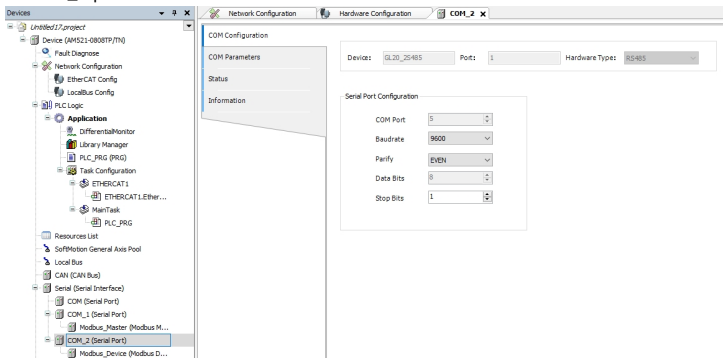 Devices
Untitled17.project
Device (AM521-0808TP/TN)
Fault Diagnose
Network Configuration
EtherCAT Config
LocalBus Config
PLC Logic
Application
DifferentialMonitor
Library Manager
PLC_PRG (PRG)
Task Configuration
ETHERCAT1
ETHERCAT1.Ether...
MainTask
PLC_PRG
Resources List
SoftMotion General Axis Pool
Local Bus
CAN (CAN Bus)
Serial (Serial Interface)
COM (Serial Port)
COM_1 (Serial Port)
Modbus_Master (Modbus M...
COM_2 (Serial Port)
Modbus_Device (Modbus D...
Network Configuration Hardware Configuration COM_2
COM Configuration
COM Parameters
Status
Information
Device: GL20_2S485 Port: 1 Hardware Type: RS485
Serial Port Configuration
COM Port 5
Baudrate 9600
Parify EVEN
Data Bits 8
Stop Bits 1